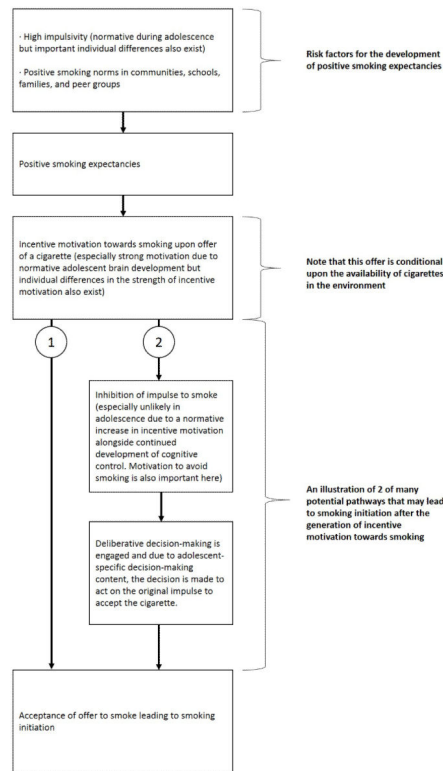 · High impulsivity (normative during adolescence
but important individual differences also exist)
· Positive smoking norms in communities, schools,
families, and peer groups
Risk factors for the development
of positive smoking expectancies
Positive smoking expectancies
Incentive motivation towards smoking upon offer
of a cigarette (especially strong motivation due to
normative adolescent brain development but
individual differences in the strength of incentive
motivation also exist)
Note that this offer is conditional
upon the availability of cigarettes
in the environment
1
2
Inhibition of impulse to smoke
(especially unlikely in
adolescence due to a normative
increase in incentive motivation
alongside continued
development of cognitive
control. Motivation to avoid
smoking is also important here)
An illustration of 2 of many
potential pathways that may lead
to smoking initiation after the
generation of incentive
motivation towards smoking
Deliberative decision-making is
engaged and due to adolescent-
specific decision-making
content, the decision is made to
act on the original impulse to
accept the cigarette.
Acceptance of offer to smoke leading to smoking
initiation